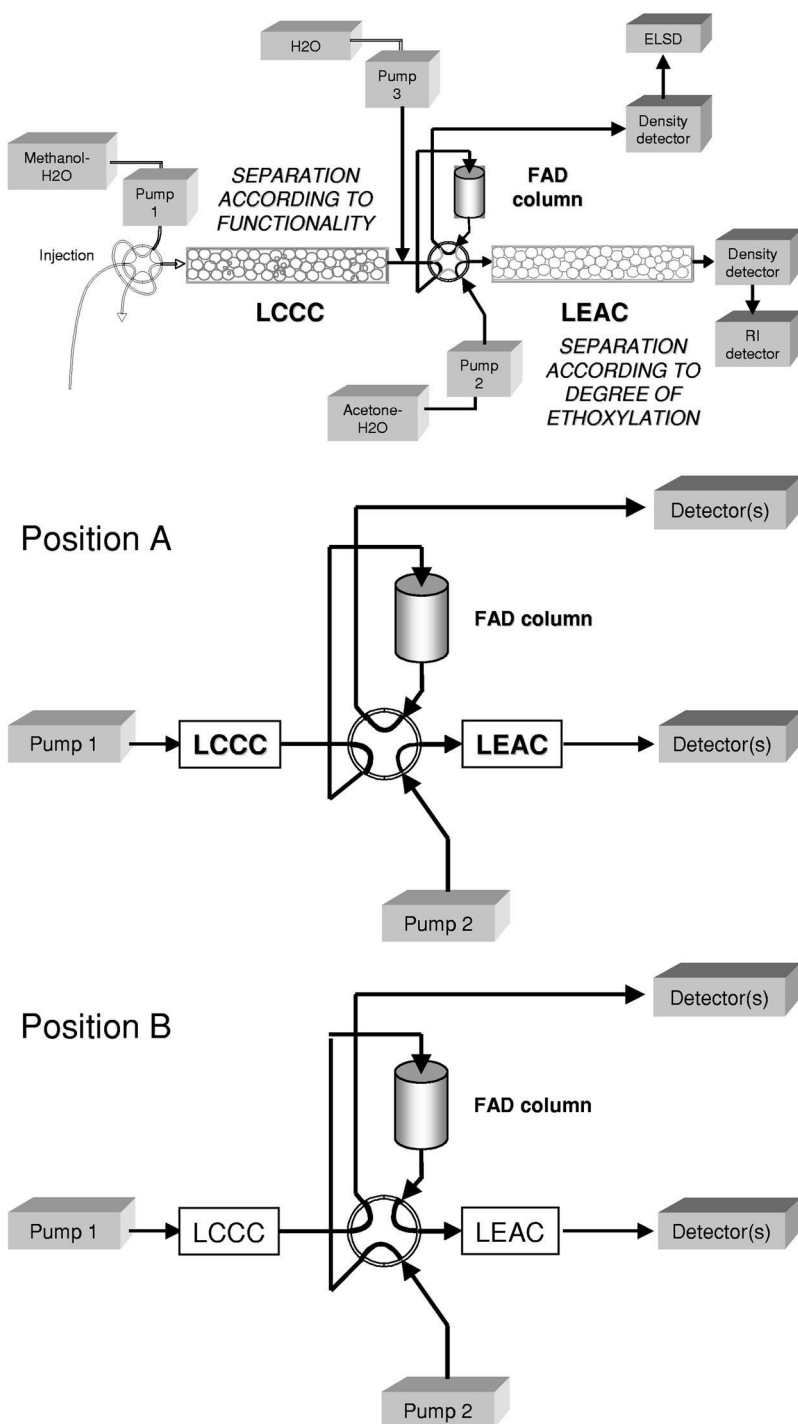 H2O
Pump
3
ELSD
Density
detector
Methanol-
H2O
Pump
1
SEPARATION
ACCORDING TO
FUNCTIONALITY
FAD
column
Injection
LCCC
LEAC
Density
detector
RI
detector
Pump
2
Acetone-
H2O
SEPARATION
ACCORDING TO
DEGREE OF
ETHOXYLATION
Position A
Detector(s)
FAD column
Pump 1
LCCC
LEAC
Detector(s)
Pump 2
Position B
Detector(s)
FAD column
Pump 1
LCCC
LEAC
Detector(s)
Pump 2